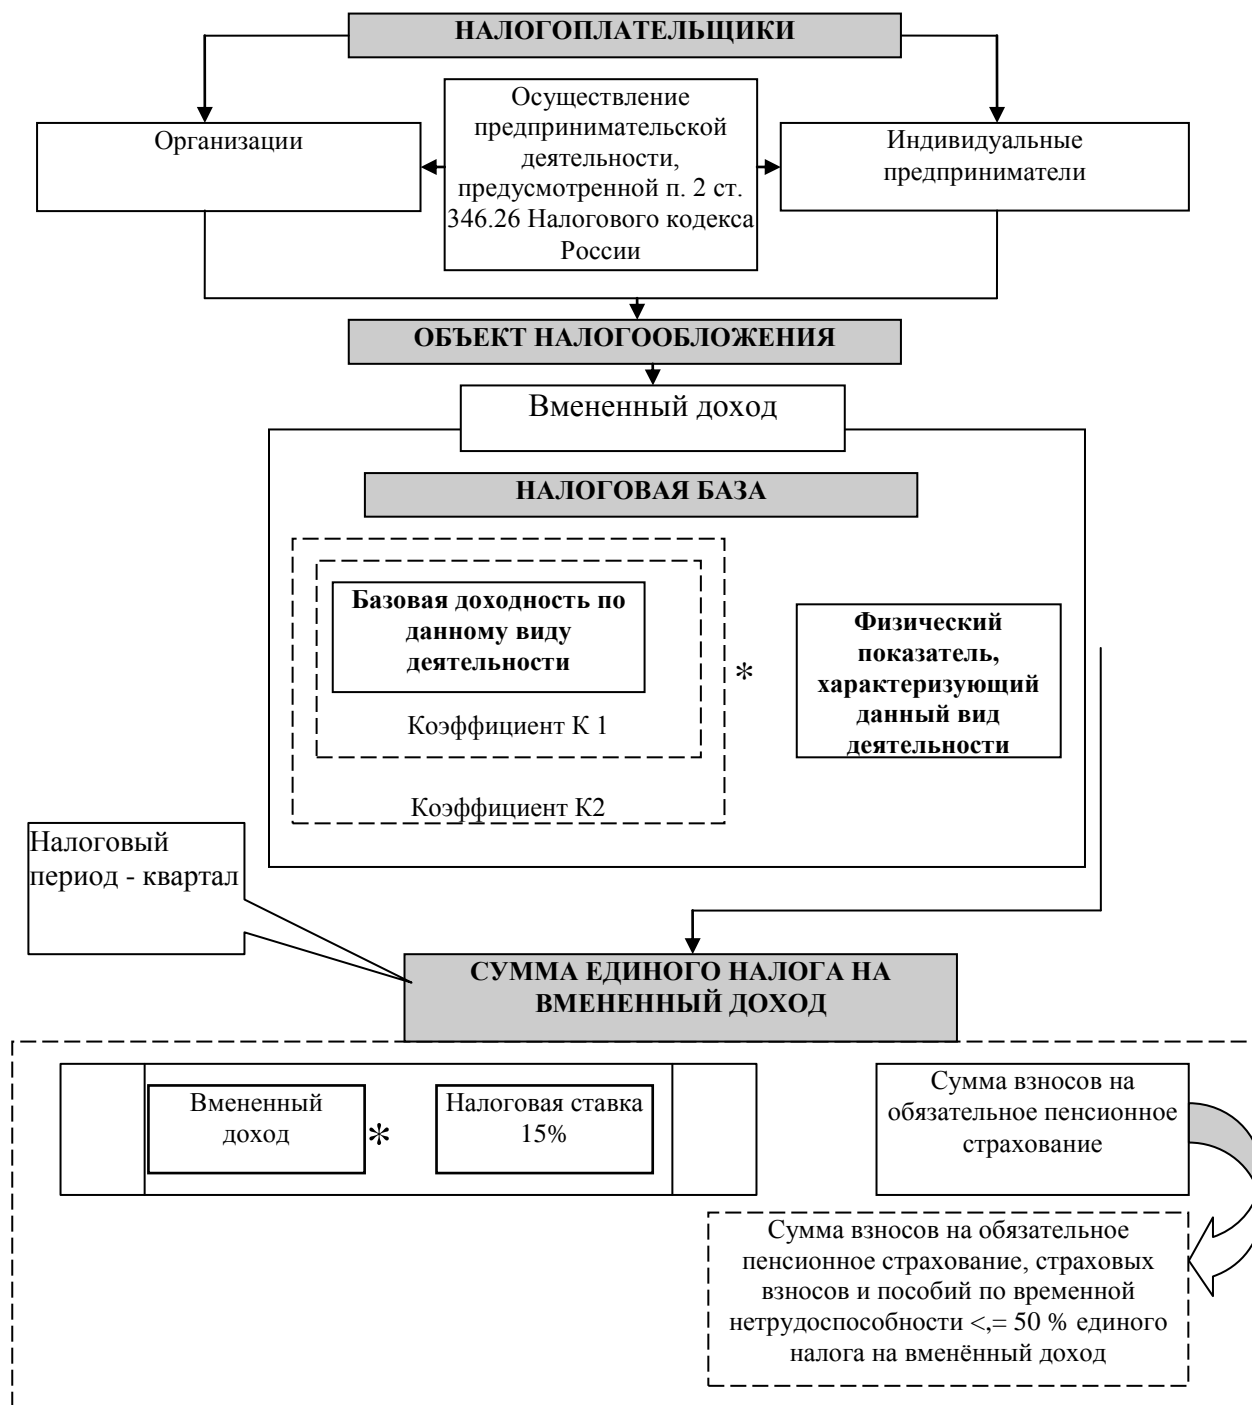 НАЛОГОПЛАТЕЛЬЩИКИ
Организации
Осуществление
предпринимательской
деятельности,
предусмотренной п. 2 ст.
346.26 Налогового кодекса
России
Индивидуальные
предприниматели
ОБЪЕКТ НАЛОГООБЛОЖЕНИЯ
Вмененный доход
НАЛОГОВАЯ БАЗА
Базовая доходность по
данному виду
деятельности
Коэффициент К 1
Коэффициент К2
*
Физический
показатель,
характеризующий
данный вид
деятельности
Налоговый
период - квартал
СУММА ЕДИНОГО НАЛОГА НА
ВМЕНЕННЫЙ ДОХОД
Вмененный
доход
*
Налоговая ставка
15%
Сумма взносов на
обязательное пенсионное
страхование
Сумма взносов на обязательное
пенсионное страхование, страховых
взносов и пособий по временной
нетрудоспособности <,= 50 % единого
налога на вменённый доход